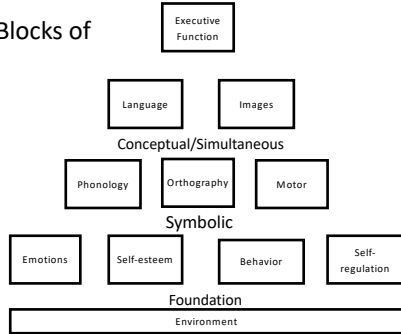 Blocks of
Executive
Function
Language
Images
Conceptual/Simultaneous
Phonology
Orthography
Motor
Symbolic
Emotions
Self-esteem
Behavior
Self-
regulation
Foundation
Environment